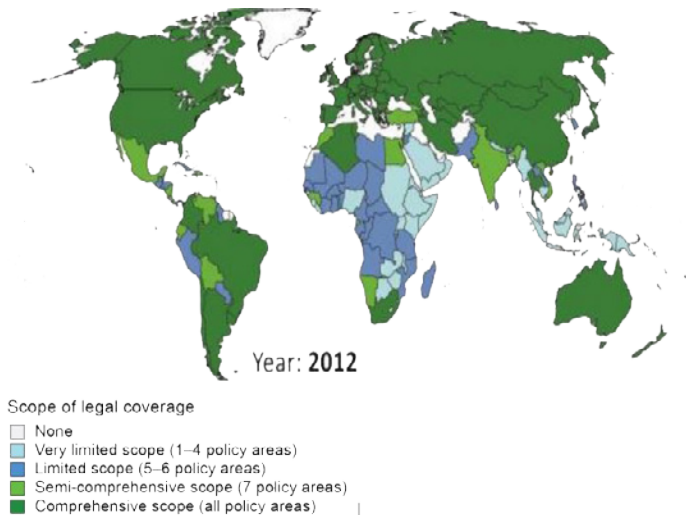 Year: 2012
Scope of legal coverage
None
Very limited scope (1–4 policy areas)
Limited scope (5–6 policy areas)
Semi-comprehensive scope (7 policy areas)
Comprehensive scope (all policy areas)